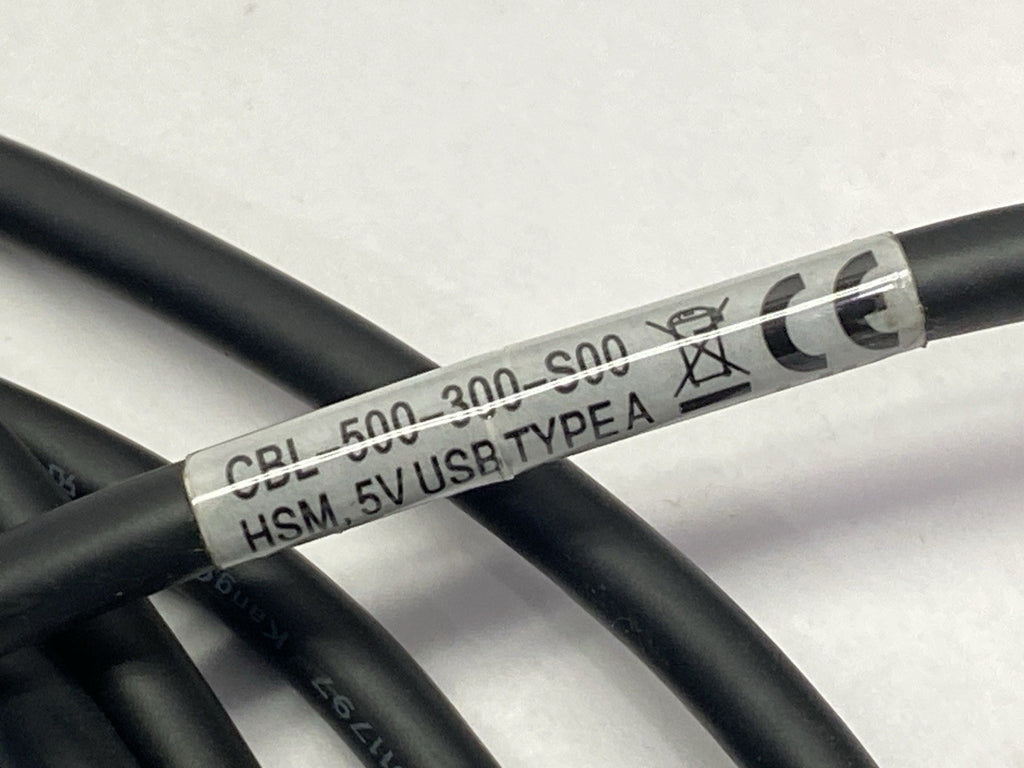 CBL-500-300-S00
HSM, 5V USB TYPE A
CE